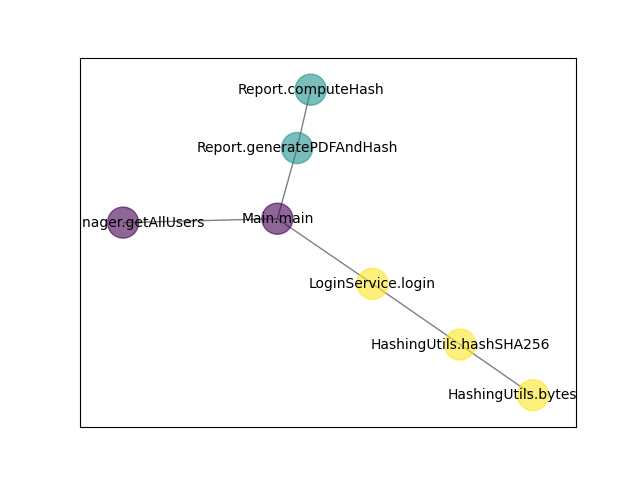 Report.computeHash
Report.generatePDFAndHash
Main.main
nager.getAllUsers
LoginService.login
HashingUtils.hashSHA256
HashingUtils.bytes